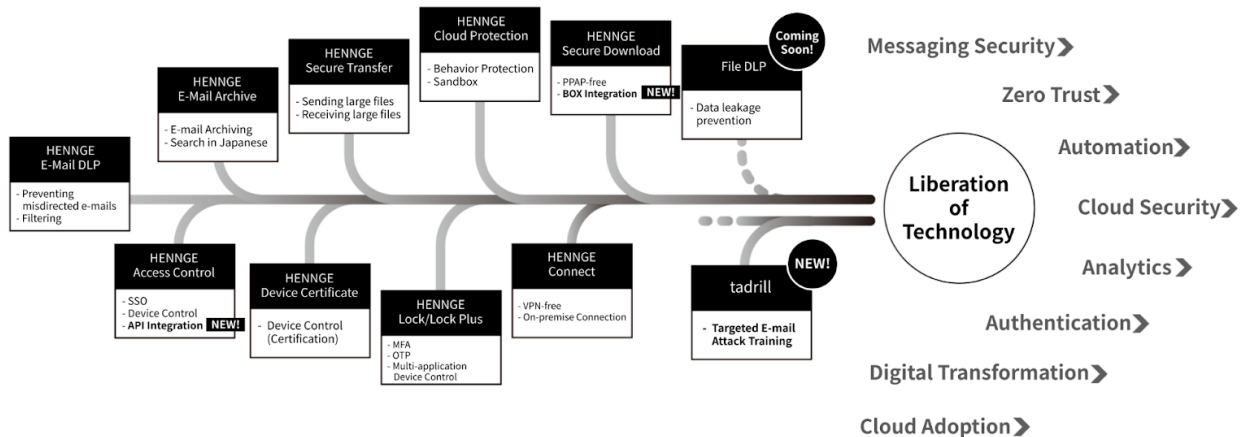 HENNGE
E-Mail DLP
- Preventing
misdirected e-mails
- Filtering
HENNGE
E-Mail Archive
- E-mail Archiving
- Search in Japanese
HENNGE
Secure Transfer
- Sending large files
- Receiving large files
HENNGE
Cloud Protection
- Behavior Protection
- Sandbox
HENNGE
Secure Download
- PPAP-free
- BOX Integration NEW!
Coming
Soon!
File DLP
- Data leakage
prevention
HENNGE
Access Control
- SSO
- Device Control
- API Integration NEW!
HENNGE
Device Certificate
- Device Control
(Certification)
HENNGE
Lock/Lock Plus
- MFA
- OTP
- Multi-application
Device Control
HENNGE
Connect
- VPN-free
- On-premise Connection
NEW!
tadrill
- Targeted E-mail
Attack Training
Liberation
of
Technology
Messaging Security
Zero Trust
Automation
Cloud Security
Analytics
Authentication
Digital Transformation
Cloud Adoption